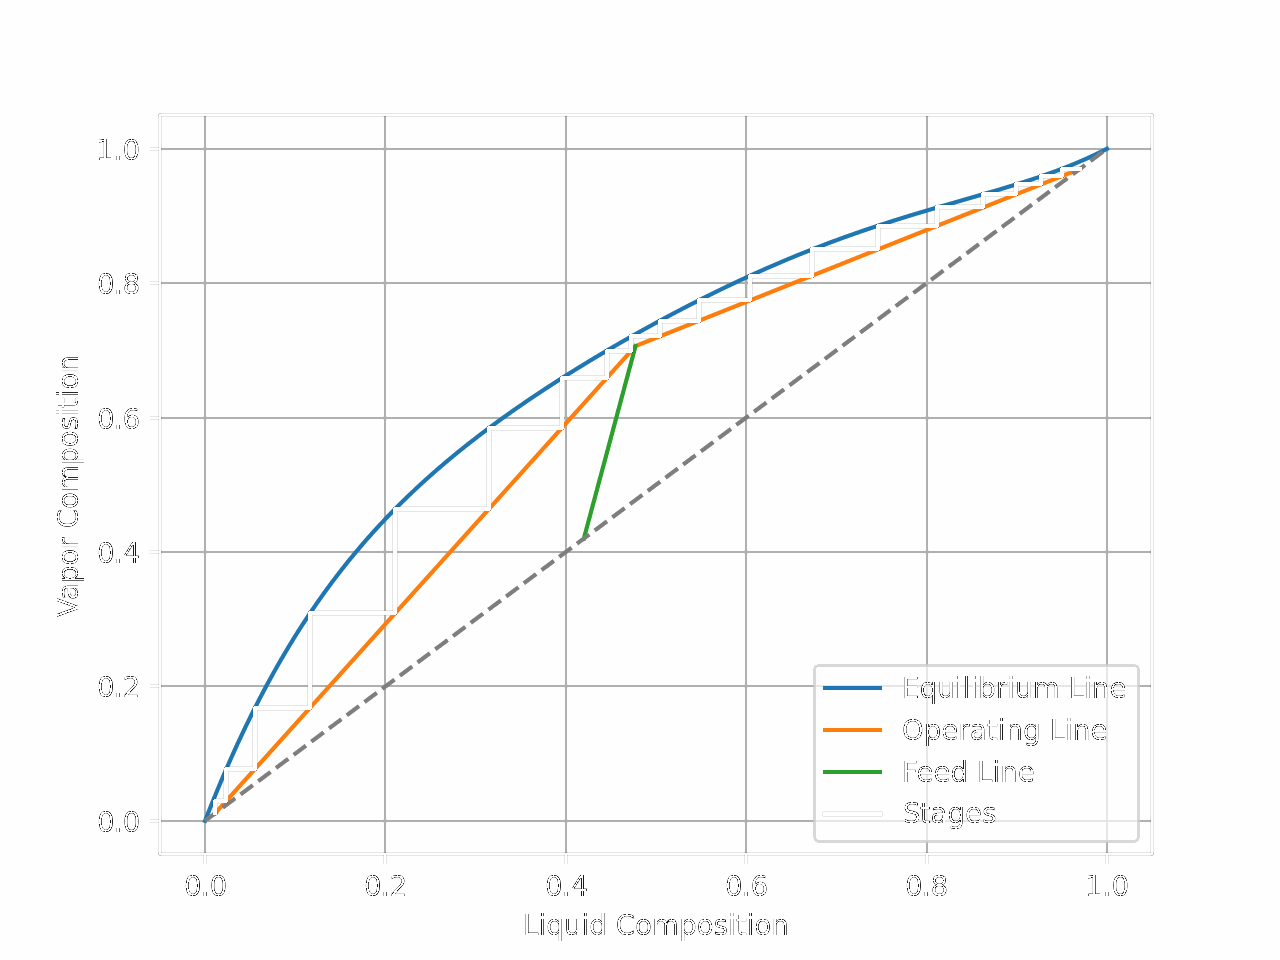 1.0
0.8
0.6
0.4
0.2
0.0
Vapor Composition
Equilibrium Line
Operating Line
Feed Line
Stages
0.0 0.2 0.4 0.6 0.8 1.0
Liquid Composition